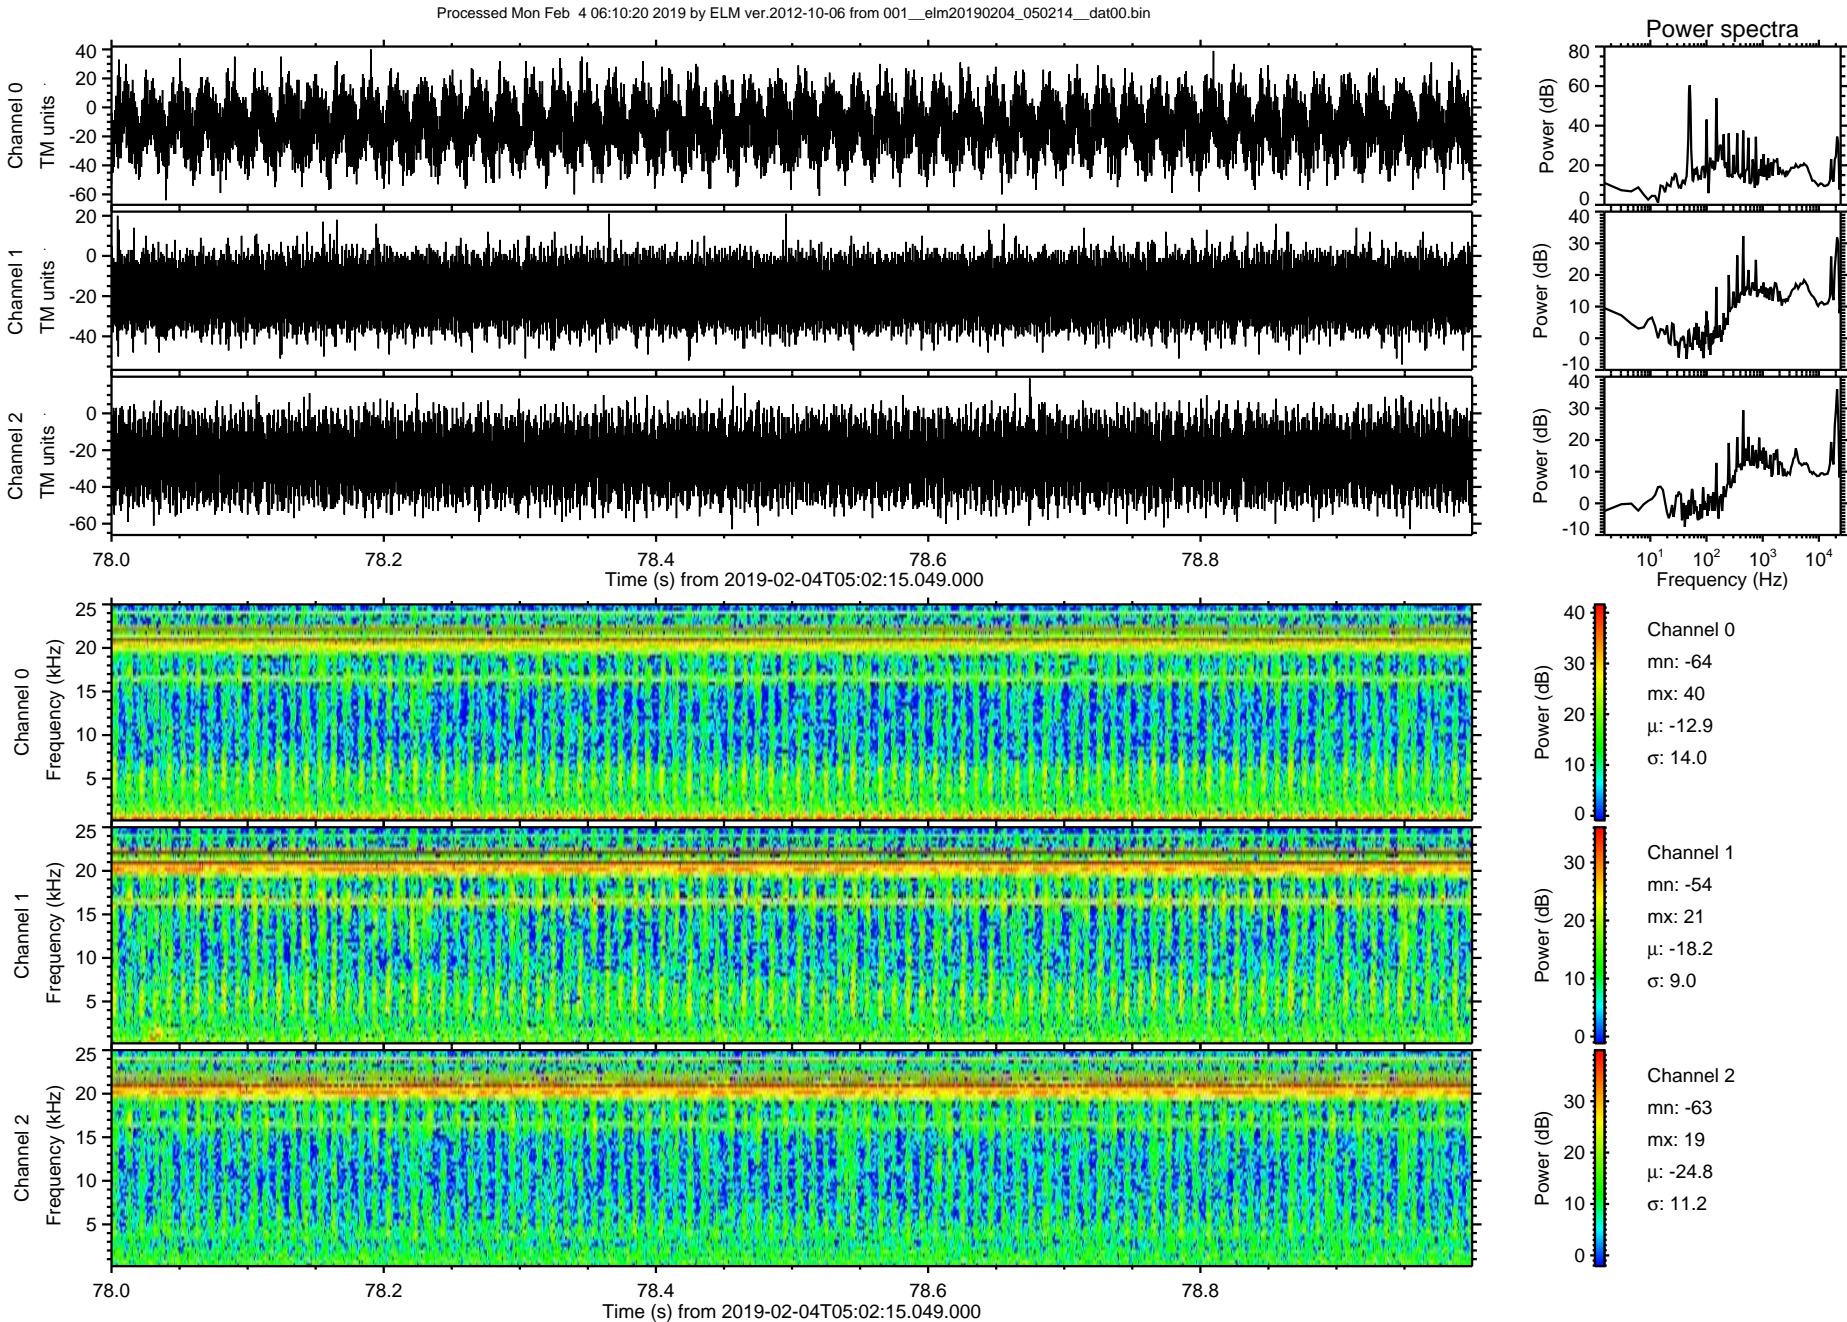 Processed Mon Feb  4 06:10:20 2019 by ELM ver.2012-10-06 from 001__elm20190204_050214__dat00.bin
Power spectra
Channel 0
TM units
40
20
0
-20
-40
-60
Power (dB)
80
60
40
20
0
Channel 1
TM units
20
0
-20
-40
Power (dB)
40
30
20
10
0
-10
Channel 2
TM units
0
-20
-40
-60
Power (dB)
40
30
20
10
0
-10
78.0 78.2 78.4 78.6 78.8
Time (s) from 2019-02-04T05:02:15.049.000
10^1 10^2 10^3 10^4
Frequency (Hz)
Channel 0
Frequency (kHz)
25
20
15
10
5
Power (dB)
40
30
20
10
0
Channel 0
mn: -64
mx: 40
μ: -12.9
σ: 14.0
Channel 1
Frequency (kHz)
25
20
15
10
5
Power (dB)
30
20
10
0
Channel 1
mn: -54
mx: 21
μ: -18.2
σ: 9.0
Channel 2
Frequency (kHz)
25
20
15
10
5
Power (dB)
30
20
10
0
Channel 2
mn: -63
mx: 19
μ: -24.8
σ: 11.2
78.0 78.2 78.4 78.6 78.8
Time (s) from 2019-02-04T05:02:15.049.000